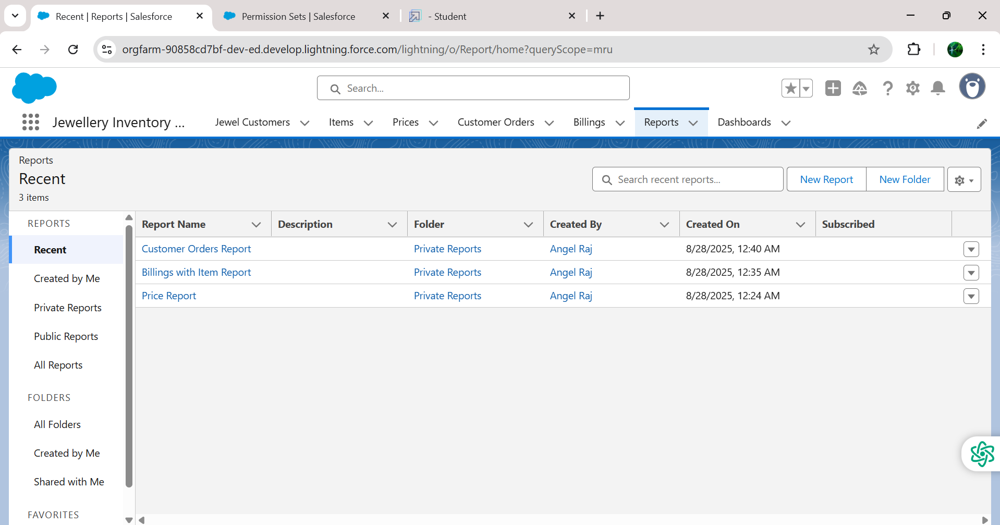 Recent | Reports | Salesforce
Permission Sets | Salesforce
- Student
orgfarm-90858cd7bf-dev-ed.develop.lightning.force.com/lightning/o/Report/home?queryScope=mru
Search...
Jewellery Inventory ...
Jewel Customers
Items
Prices
Customer Orders
Billings
Reports
Dashboards
Reports
Recent
3 items
Search recent reports...
New Report
New Folder
REPORTS
Recent
Created by Me
Private Reports
Public Reports
All Reports
FOLDERS
All Folders
Created by Me
Shared with Me
FAVORITES
Report Name Description Folder Created By Created On Subscribed
Customer Orders Report Private Reports Angel Raj 8/28/2025, 12:40 AM
Billings with Item Report Private Reports Angel Raj 8/28/2025, 12:35 AM
Price Report Private Reports Angel Raj 8/28/2025, 12:24 AM